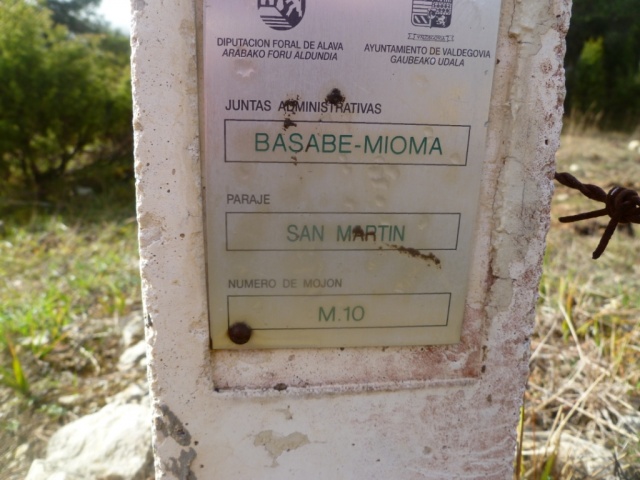 DIPUTACION FORAL DE ALAVA
ARABAKO FORU ALDUNDIA
AYUNTAMIENTO DE VALDEGOVIA
GAUBEAKO UDALA
JUNTAS ADMINISTRATIVAS
BASABE-MIOMA
PARAJE
SAN MARTIN
NUMERO DE MOJON
M.10